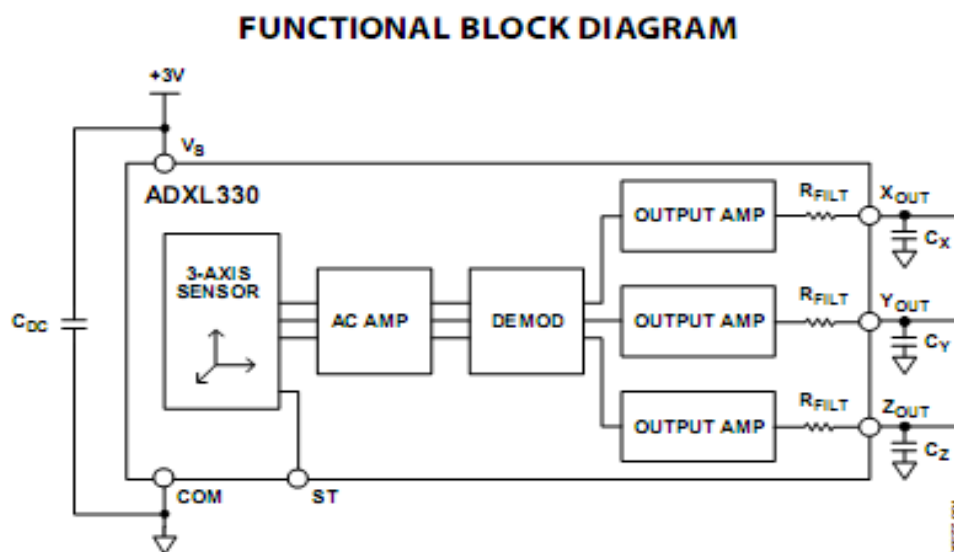 FUNCTIONAL BLOCK DIAGRAM
+3V
VS
ADXL330
3-AXIS
SENSOR
AC AMP
DEMOD
OUTPUT AMP
OUTPUT AMP
OUTPUT AMP
RFILT
RFILT
RFILT
XOUT
YOUT
ZOUT
CX
CY
CZ
CDC
COM
ST